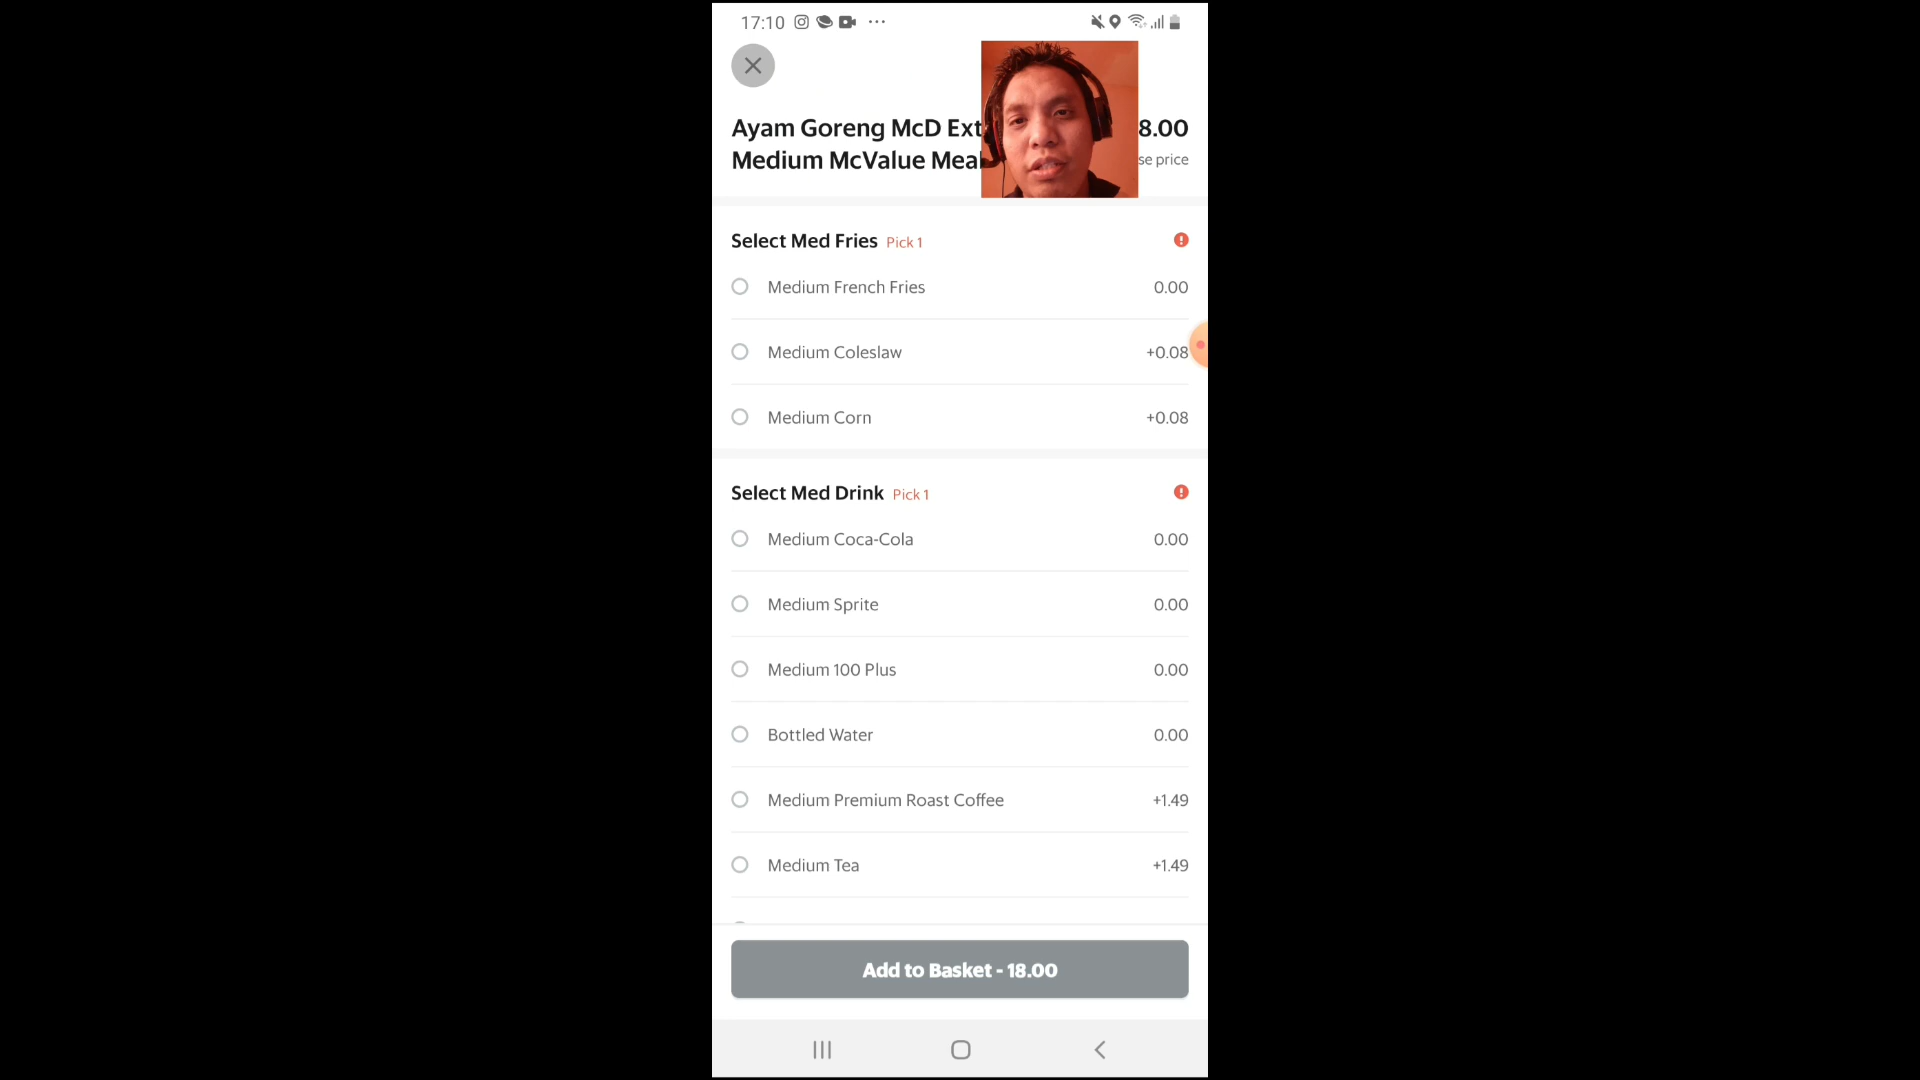 17:10
Ayam Goreng McD Ext 8.00
Medium McValue Meal se price
Select Med Fries Pick 1
Medium French Fries 0.00
Medium Coleslaw +0.08
Medium Corn +0.08
Select Med Drink Pick 1
Medium Coca-Cola 0.00
Medium Sprite 0.00
Medium 100 Plus 0.00
Bottled Water 0.00
Medium Premium Roast Coffee +1.49
Medium Tea +1.49
Add to Basket - 18.00